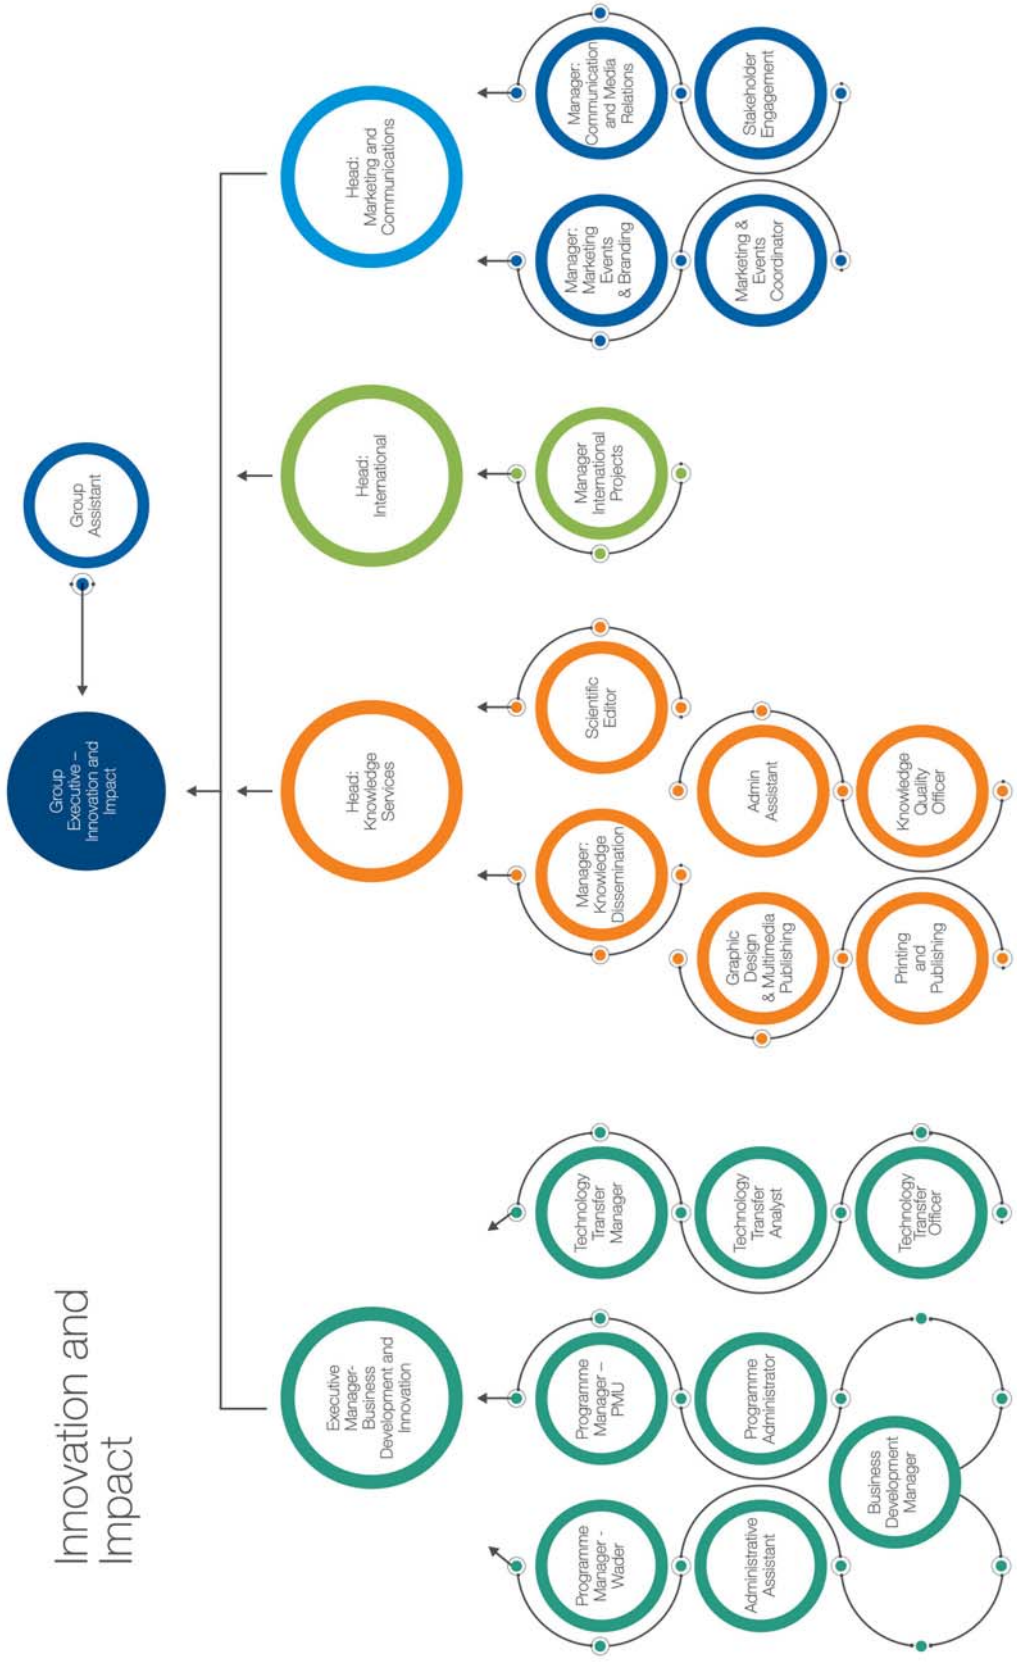 Innovation and
Impact
Group
Executive –
Innovation and
Impact
Group
Assistant
Executive
Manager-
Business
Development and
Innovation
Head:
Knowledge
Services
Head:
International
Head:
Marketing and
Communications
Programme
Manager -
Wader
Programme
Manager –
PMU
Technology
Transfer
Manager
Manager:
Knowledge
Dissemination
Scientific
Editor
Manager
International
Projects
Manager:
Marketing
Events
& Branding
Manager:
Communication
and Media
Relations
Administrative
Assistant
Programme
Administrator
Technology
Transfer
Analyst
Graphic
Design
& Multimedia
Publishing
Admin
Assistant
Marketing &
Events
Coordinator
Stakeholder
Engagement
Business
Development
Manager
Technology
Transfer
Officer
Printing
and
Publishing
Knowledge
Quality
Officer